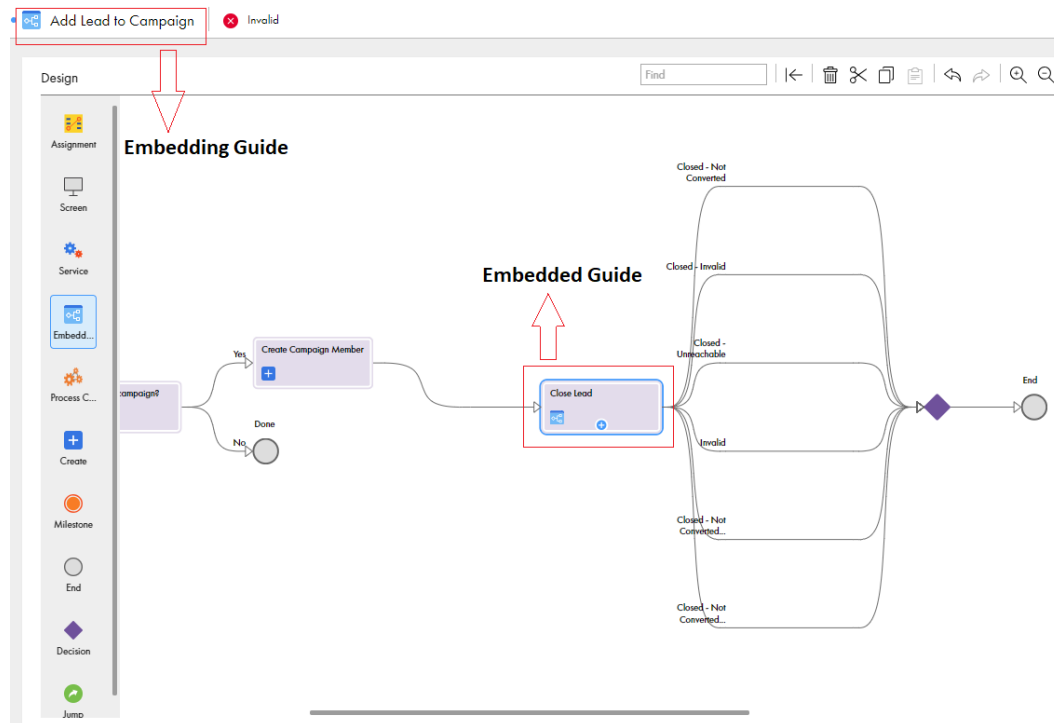 Add Lead to Campaign
Invalid
Design
Find
Embedding Guide
Assignment
Screen
Service
Embedd...
Process C...
Create
Milestone
End
Decision
Jump
campaign?
Yes
No
Create Campaign Member
Done
Embedded Guide
Close Lead
Closed - Not
Converted
Closed - Invalid
Closed -
Unreachable
Invalid
Closed - Not
Converted...
Closed - Not
Converted...
End